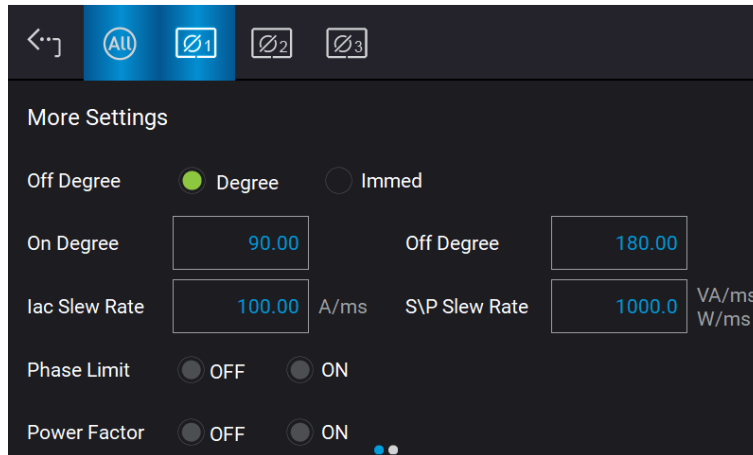 All Ø1 Ø2 Ø3
More Settings
Off Degree Degree Immed
On Degree 90.00 Off Degree 180.00
Iac Slew Rate 100.00 A/ms S\P Slew Rate 1000.0 VA/ms
W/ms
Phase Limit OFF ON
Power Factor OFF ON